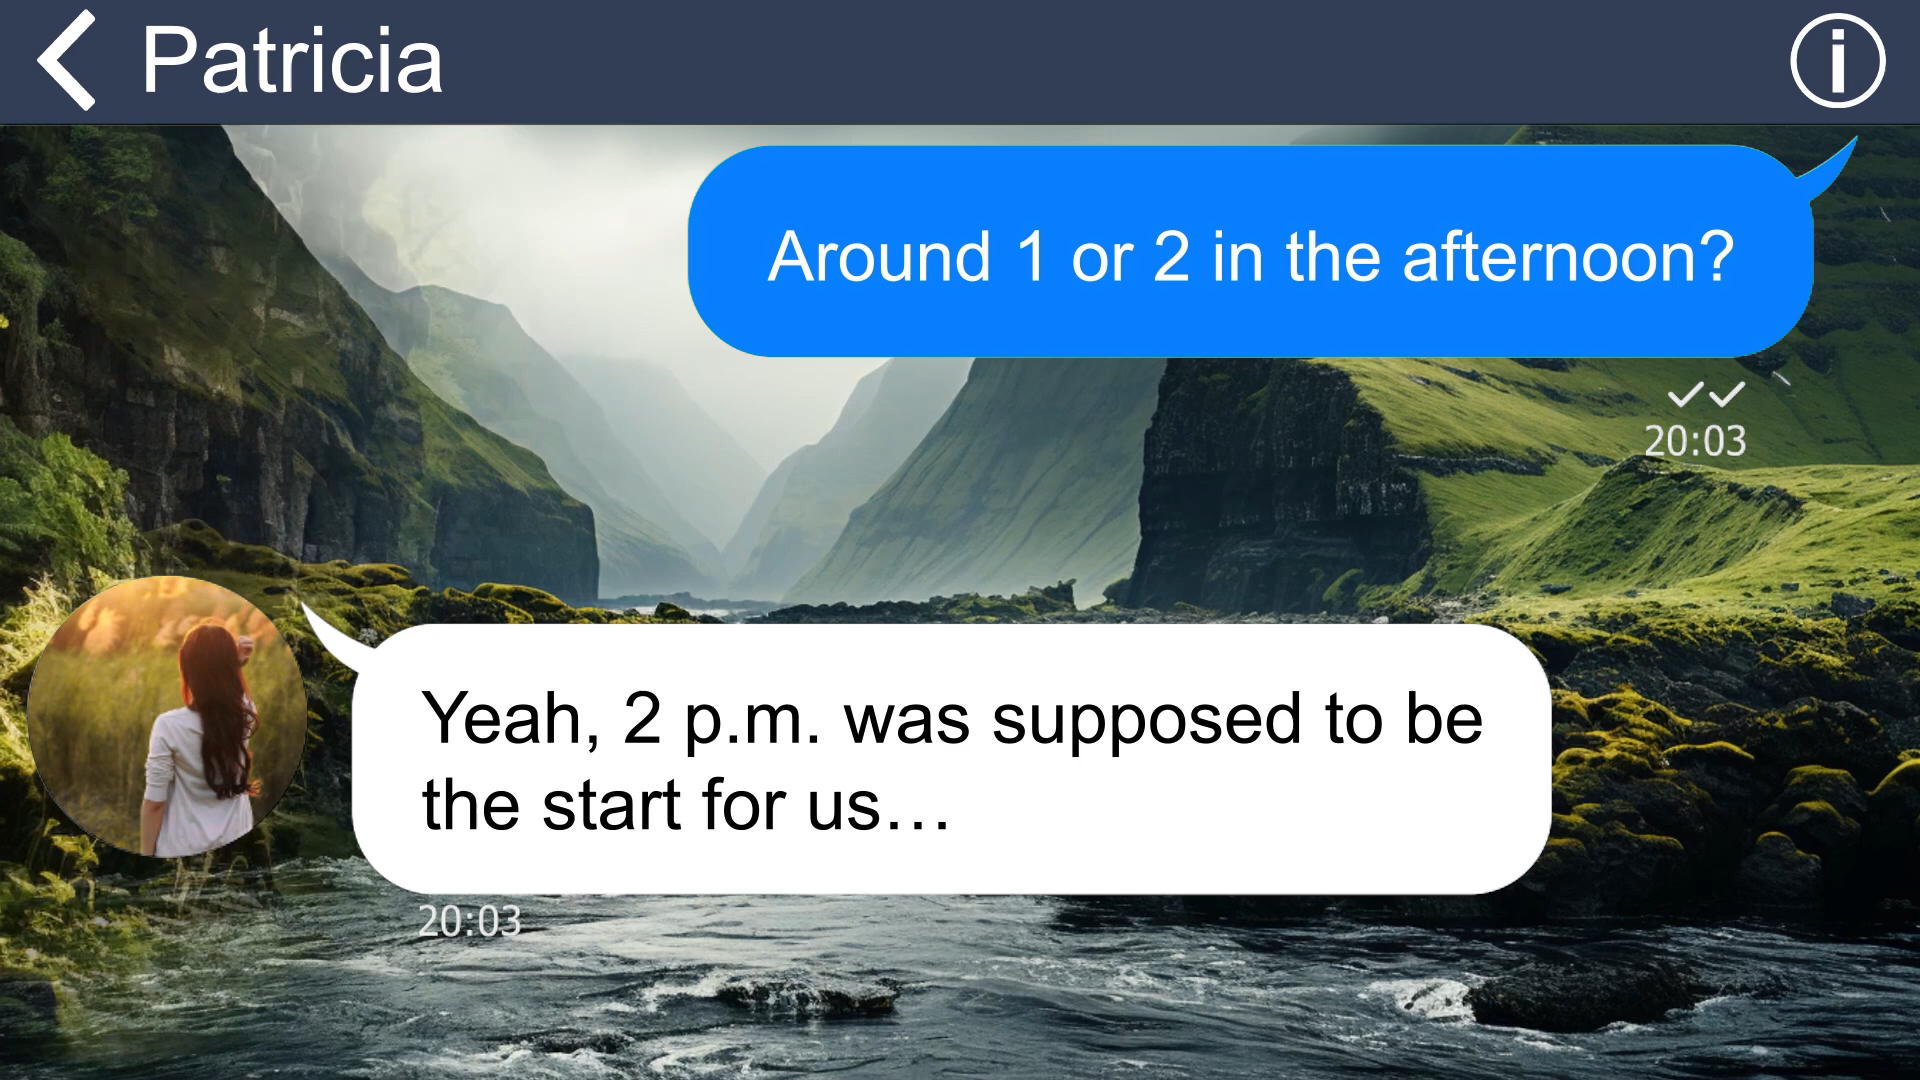 Patricia
Around 1 or 2 in the afternoon?
20:03
Yeah, 2 p.m. was supposed to be
the start for us…
20:03